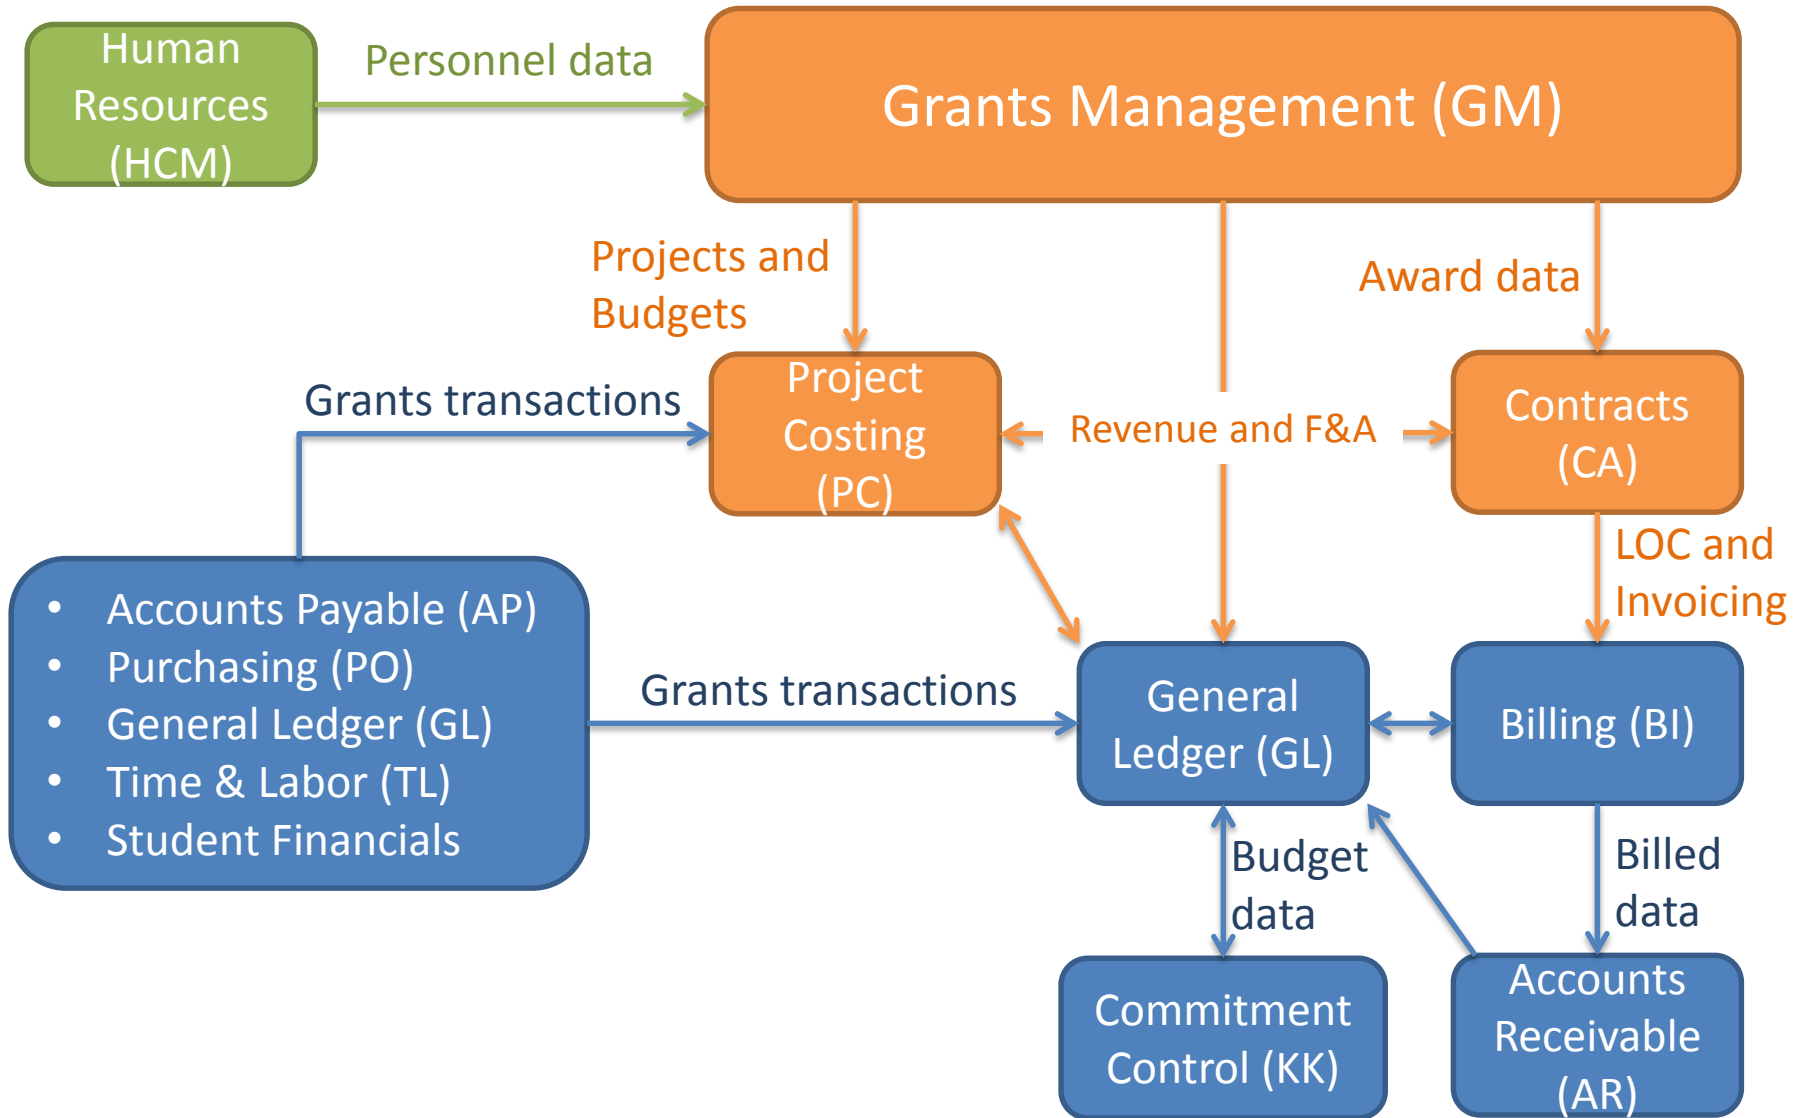 Human
Resources
(HCM)
Personnel data
Grants Management (GM)
Projects and
Budgets
Award data
Grants transactions
Project
Costing
(PC)
Revenue and F&A
Contracts
(CA)
LOC and
Invoicing
• Accounts Payable (AP)
• Purchasing (PO)
• General Ledger (GL)
• Time & Labor (TL)
• Student Financials
Grants transactions
General
Ledger (GL)
Billing (BI)
Budget
data
Billed
data
Commitment
Control (KK)
Accounts
Receivable
(AR)